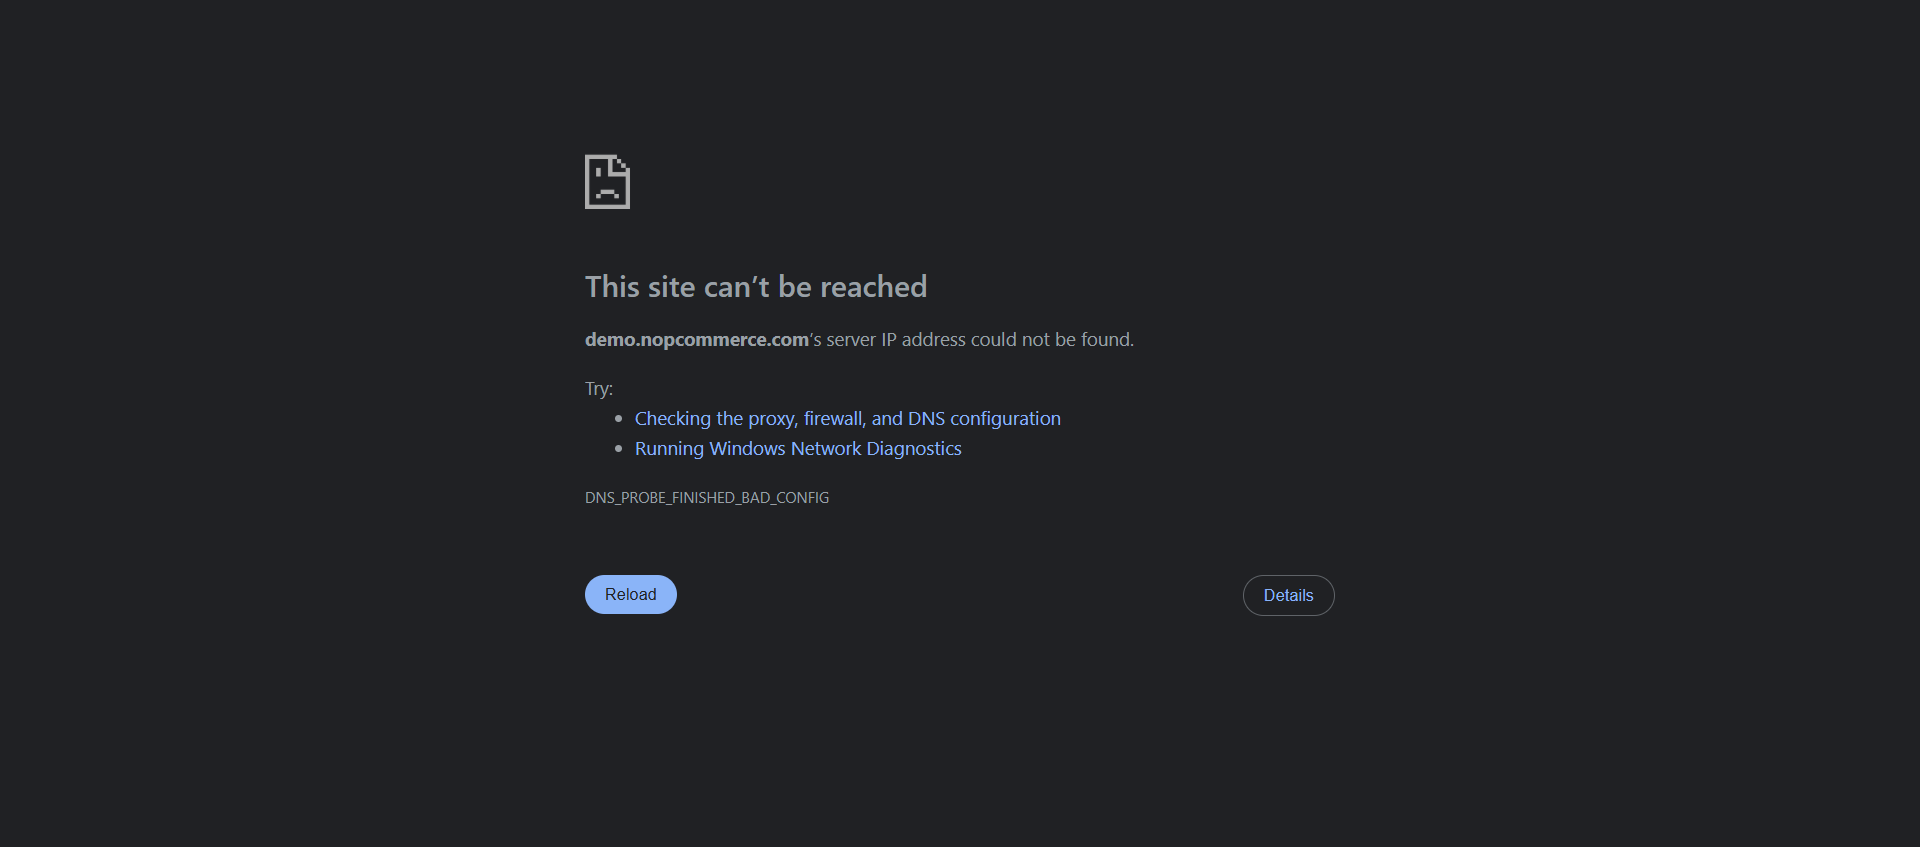 This site can’t be reached
demo.nopcommerce.com’s server IP address could not be found.
Try:
Checking the proxy, firewall, and DNS configuration
Running Windows Network Diagnostics
DNS_PROBE_FINISHED_BAD_CONFIG
Reload
Details